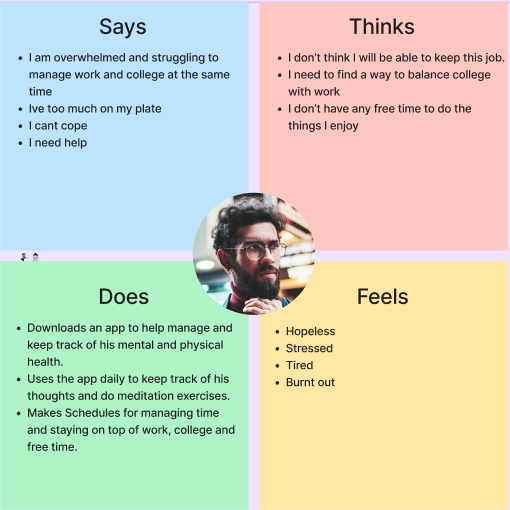 Says
• I am overwhelmed and struggling to
manage work and college at the same
time
• Ive too much on my plate
• I cant cope
• I need help
Thinks
• I don’t think I will be able to keep this job.
• I need to find a way to balance college
with work
• I don’t have any free time to do the
things I enjoy
Does
• Downloads an app to help manage and
keep track of his mental and physical
health.
• Uses the app daily to keep track of his
thoughts and do meditation exercises.
• Makes Schedules for managing time
and staying on top of work, college and
free time.
Feels
• Hopeless
• Stressed
• Tired
• Burnt out